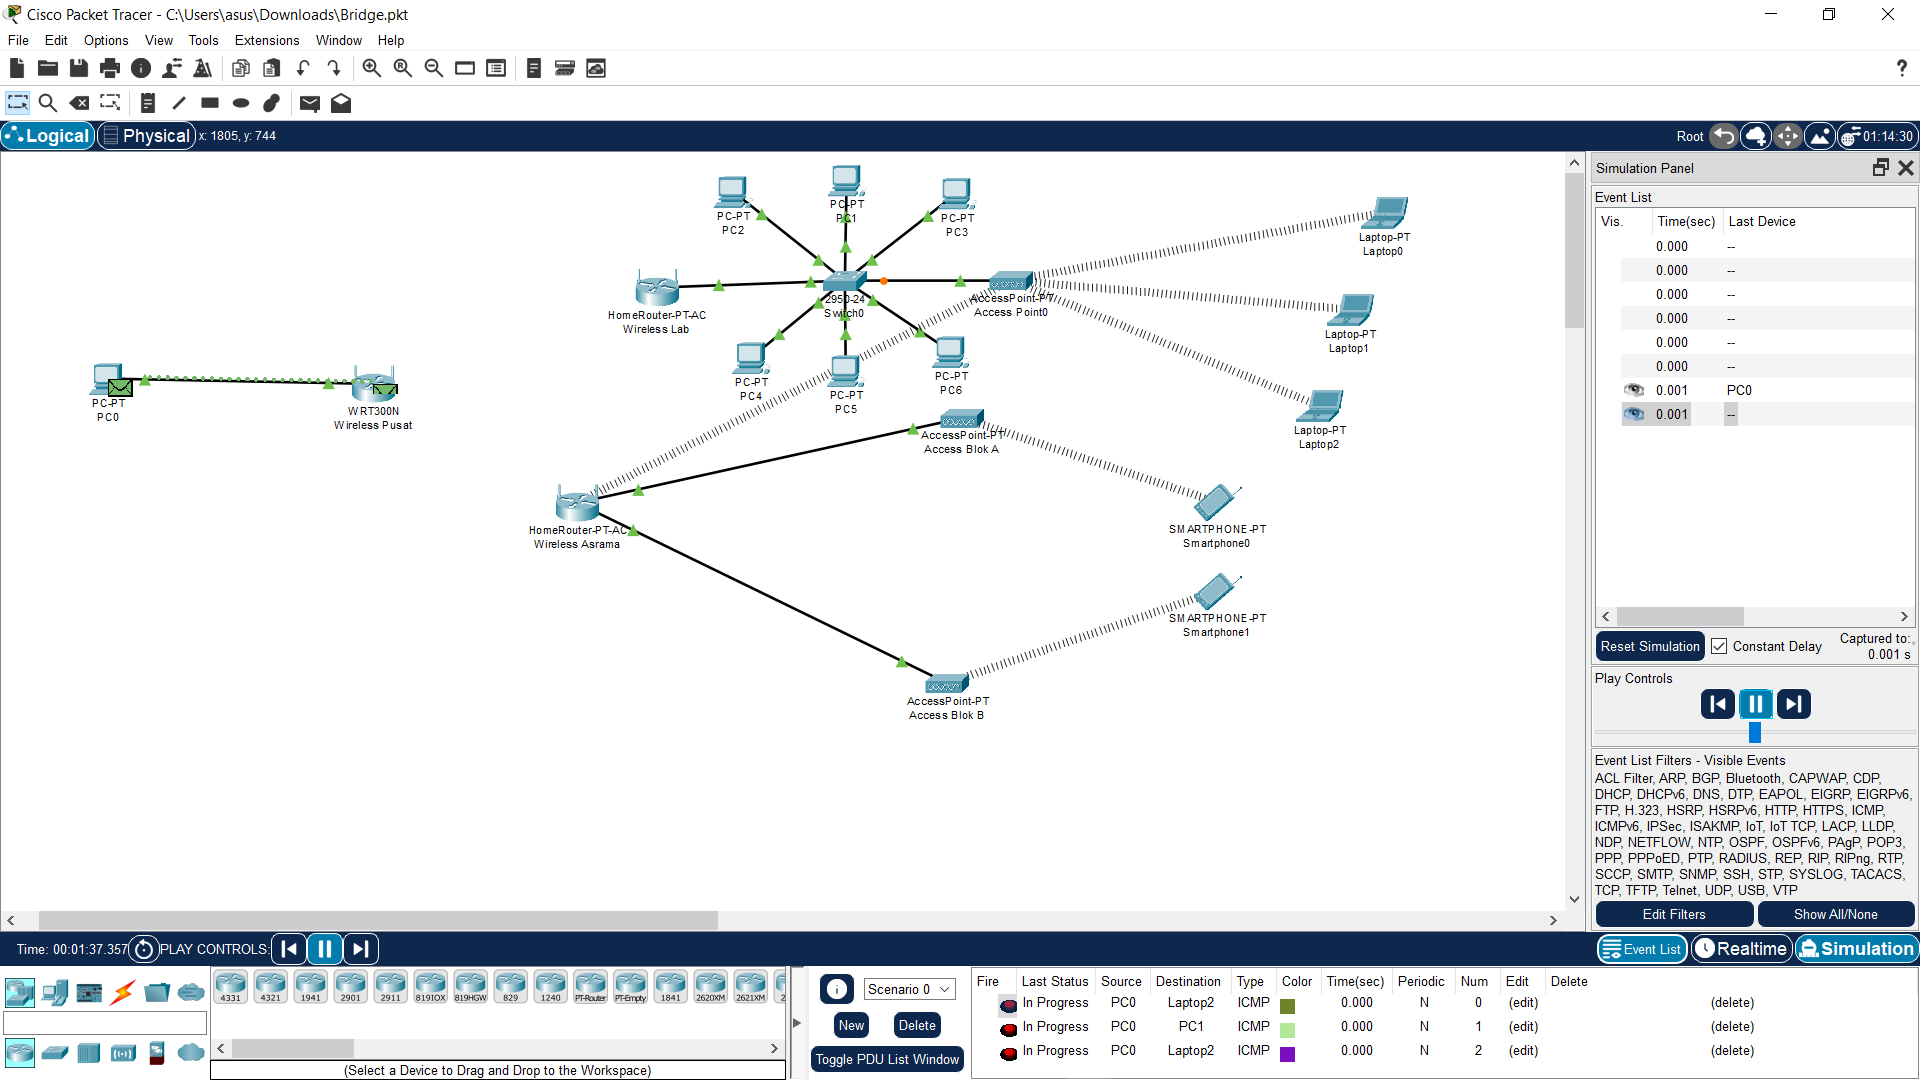 Cisco Packet Tracer - C:\Users\asus\Downloads\Bridge.pkt
File Edit Options View Tools Extensions Window Help
?
Logical Physical x: 1805, y: 744 Root 01:14:30
PC-PT
PC2
PC-PT
PC1
PC-PT
PC3
Laptop-PT
Laptop0
HomeRouter-PT-AC
Wireless Lab
2950-24
Switch0
AccessPoint-PT
Access Point0
Laptop-PT
Laptop1
PC-PT
PC4
PC-PT
PC5
PC-PT
PC6
PC-PT
PC0
WRT300N
Wireless Pusat
AccessPoint-PT
Access Blok A
Laptop-PT
Laptop2
HomeRouter-PT-AC
Wireless Asrama
SMARTPHONE-PT
Smartphone0
SMARTPHONE-PT
Smartphone1
AccessPoint-PT
Access Blok B
Simulation Panel
Event List
Vis. Time(sec) Last Device
0.000 --
0.000 --
0.000 --
0.000 --
0.000 --
0.000 --
0.001 PC0
0.001 --
Reset Simulation Constant Delay Captured to:
0.001 s
Play Controls
Event List Filters - Visible Events
ACL Filter, ARP, BGP, Bluetooth, CAPWAP, CDP,
DHCP, DHCPv6, DNS, DTP, EAPOL, EIGRP, EIGRPv6,
FTP, H.323, HSRP, HSRPv6, HTTP, HTTPS, ICMP,
ICMPv6, IPSec, ISAKMP, IoT, IoT TCP, LACP, LLDP,
NDP, NETFLOW, NTP, OSPF, OSPFv6, PAgP, POP3,
PPP, PPPoED, PTP, RADIUS, REP, RIP, RIPng, RTP,
SCCP, SMTP, SNMP, SSH, STP, SYSLOG, TACACS,
TCP, TFTP, Telnet, UDP, USB, VTP
Edit Filters Show All/None
Time: 00:01:37.357 PLAY CONTROLS: Event List Realtime Simulation
4331 4321 1941 2901 2911 819IOX 819HGW 829 1240 PT-Router PT-Empty 1841 2620XM 2621XM 2
(Select a Device to Drag and Drop to the Workspace)
Scenario 0
New Delete
Toggle PDU List Window
Fire Last Status Source Destination Type Color Time(sec) Periodic Num Edit Delete
In Progress PC0 Laptop2 ICMP 0.000 N 0 (edit) (delete)
In Progress PC0 PC1 ICMP 0.000 N 1 (edit) (delete)
In Progress PC0 Laptop2 ICMP 0.000 N 2 (edit) (delete)